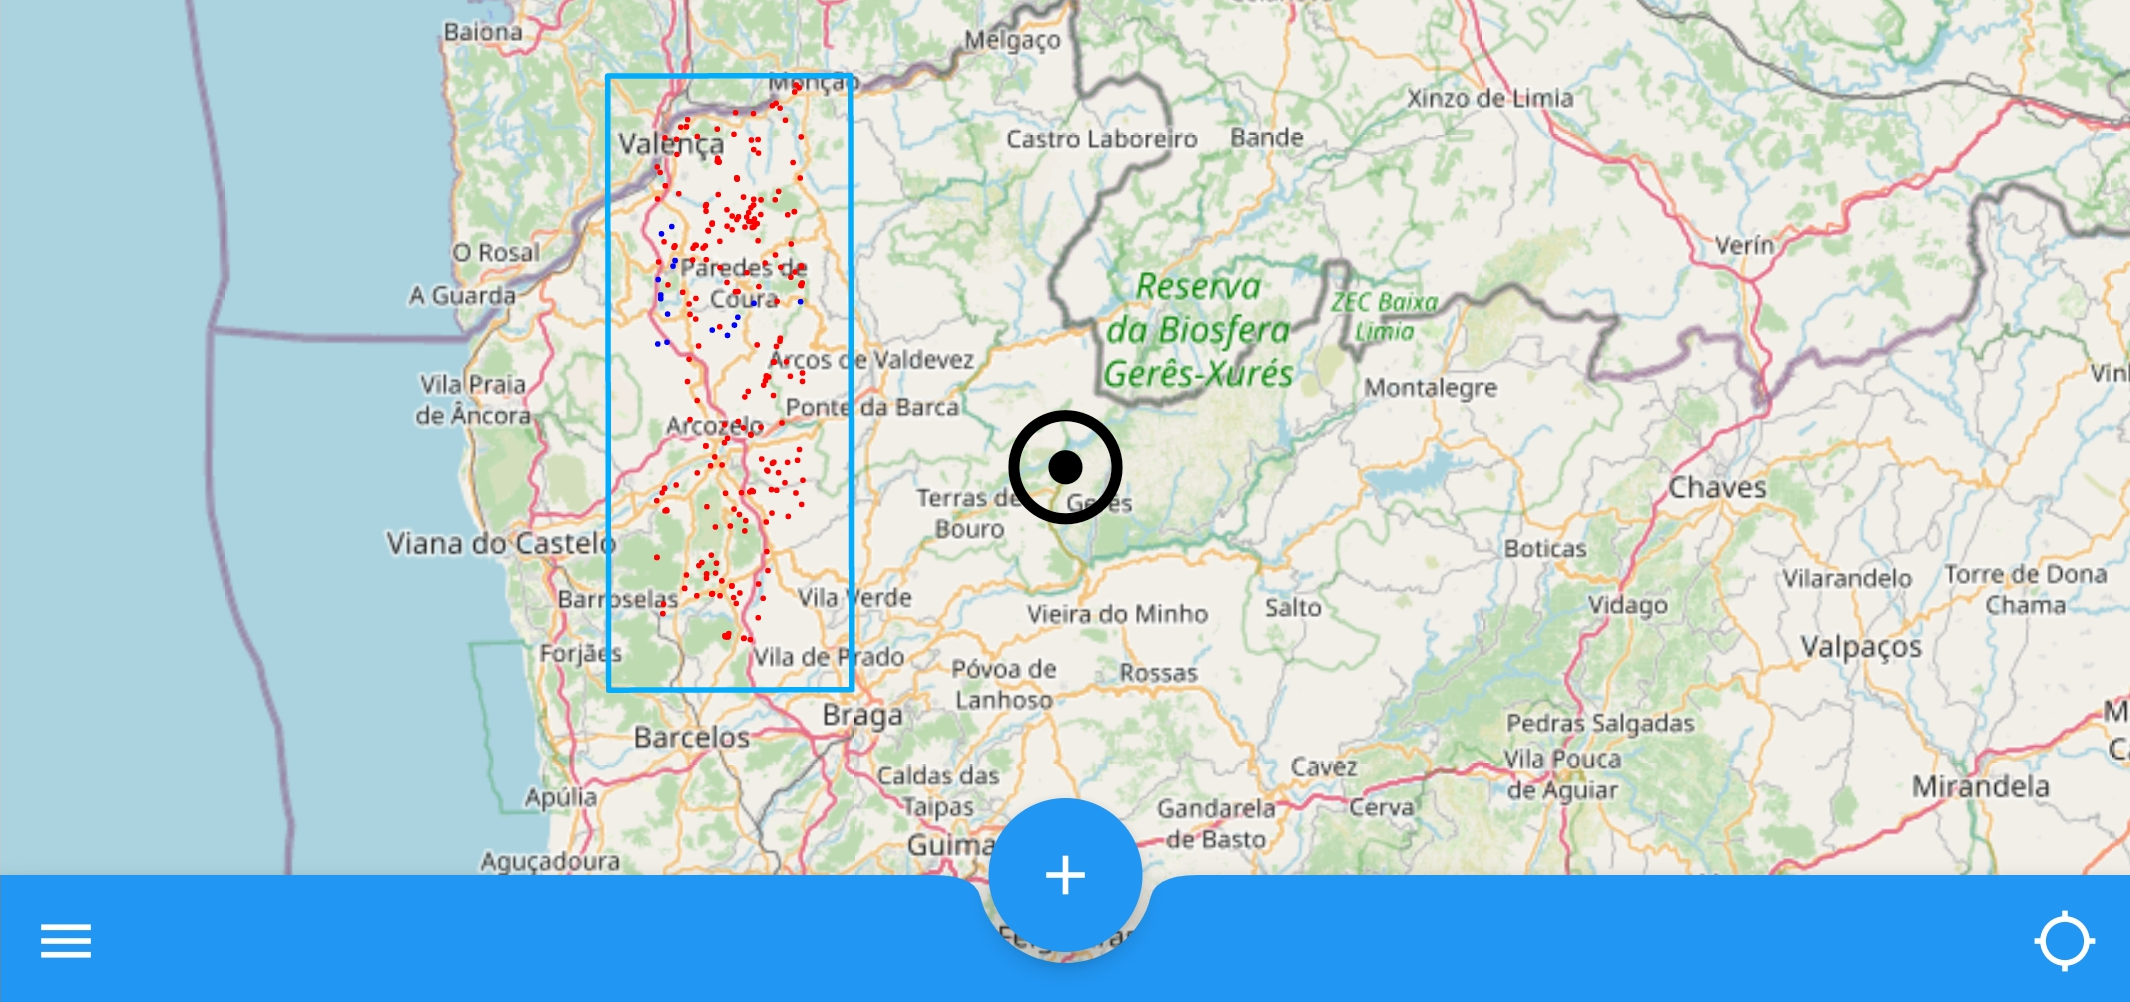 Baiona
Melgaço
Monção
Xinzo de Limia
Valença
Castro Laboreiro
Bande
O Rosal
Verín
Paredes de
Coura
A Guarda
Reserva
da Biosfera
Gerês-Xurés
ZEC Baixa
Limia
Arcos de Valdevez
Vila Praia
de Âncora
Montalegre
Ponte da Barca
Arcozelo
Terras de
Bouro
Gerês
Chaves
Viana do Castelo
Boticas
Vilarandelo
Torre de Dona
Chama
Barroselas
Vila Verde
Vieira do Minho
Salto
Vidago
Valpaços
Forjães
Vila de Prado
Póvoa de
Lanhoso
Rossas
Braga
Barcelos
Pedras Salgadas
Vila Pouca
de Aguiar
Caldas das
Taipas
Cavez
Mirandela
Apúlia
Gandarela
de Basto
Cerva
Aguçadoura